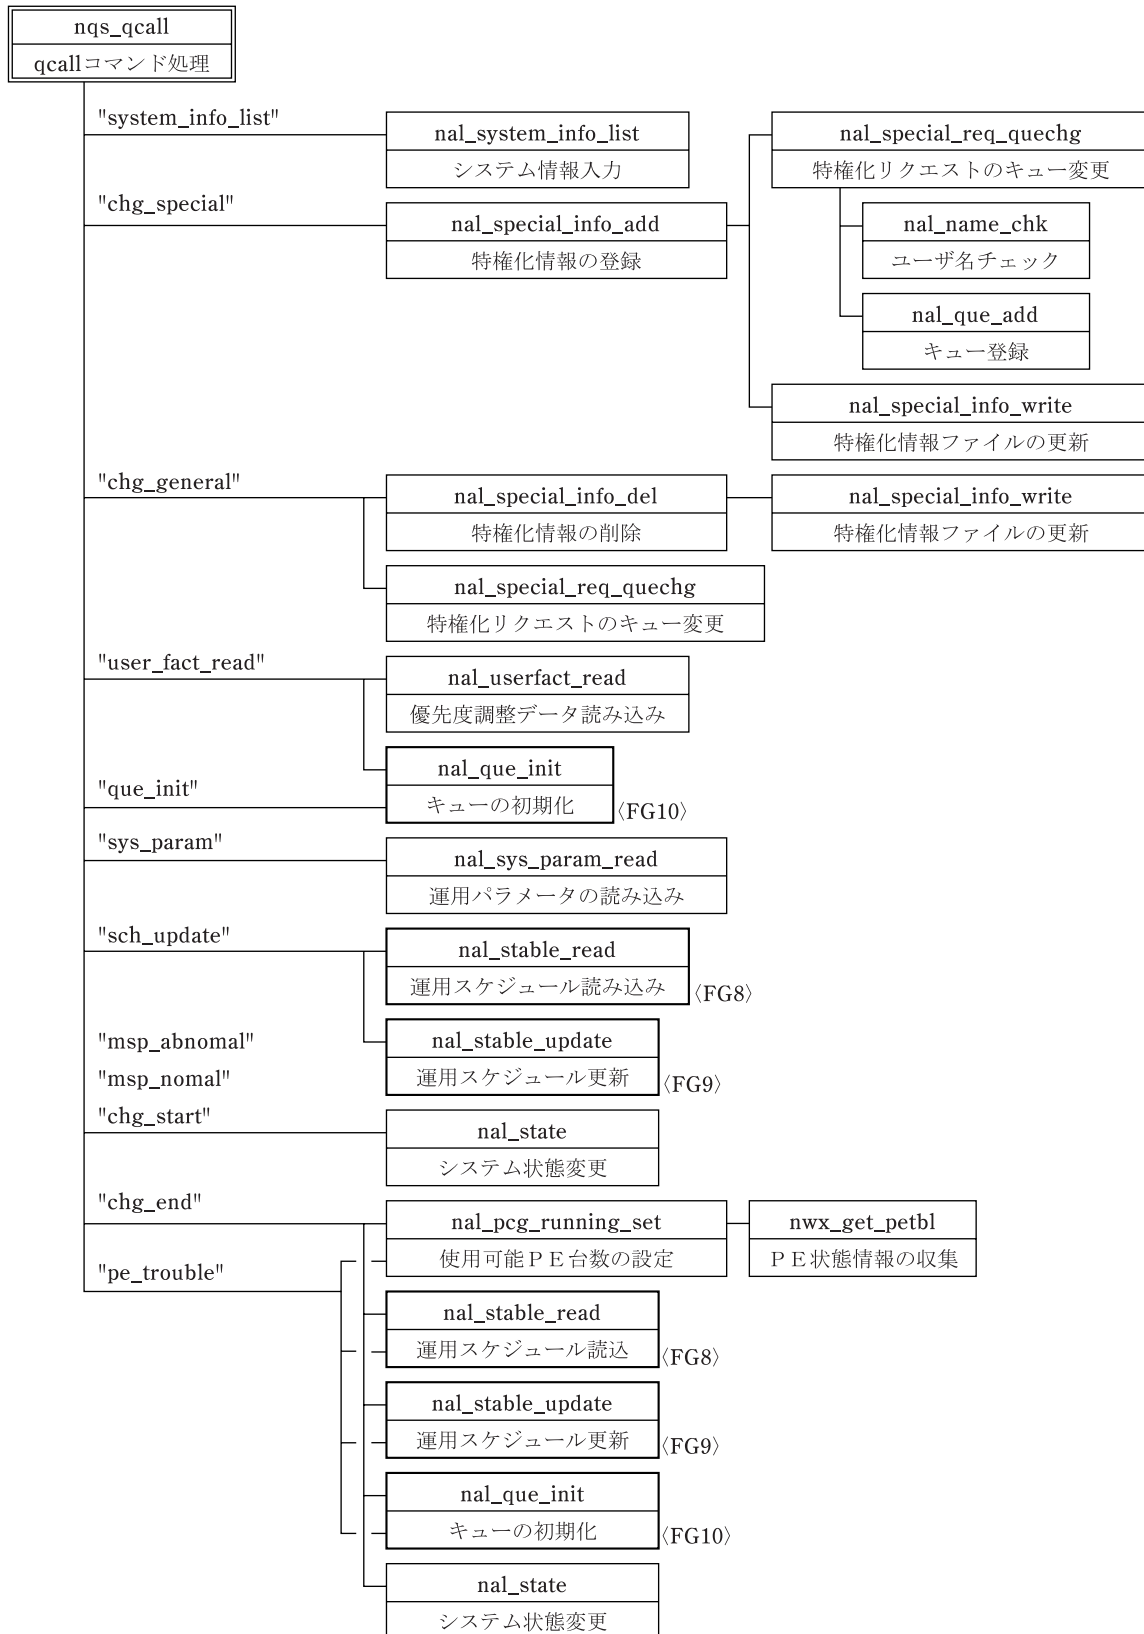 nqs_qcall
qcallコマンド処理
"system_info_list"
nal_system_info_list
システム情報入力
nal_special_req_quechg
特権化リクエストのキュー変更
"chg_special"
nal_special_info_add
特権化情報の登録
nal_name_chk
ユーザ名チェック
nal_que_add
キュー登録
nal_special_info_write
特権化情報ファイルの更新
"chg_general"
nal_special_info_del
特権化情報の削除
nal_special_info_write
特権化情報ファイルの更新
nal_special_req_quechg
特権化リクエストのキュー変更
"user_fact_read"
nal_userfact_read
優先度調整データ読み込み
nal_que_init
キューの初期化
〈FG10〉
"que_init"
"sys_param"
nal_sys_param_read
運用パラメータの読み込み
"sch_update"
nal_stable_read
運用スケジュール読み込み
〈FG8〉
"msp_abnomal"
nal_stable_update
運用スケジュール更新
〈FG9〉
"msp_nomal"
"chg_start"
nal_state
システム状態変更
"chg_end"
nal_pcg_running_set
使用可能ＰＥ台数の設定
nwx_get_petbl
ＰＥ状態情報の収集
"pe_trouble"
nal_stable_read
運用スケジュール読込
〈FG8〉
nal_stable_update
運用スケジュール更新
〈FG9〉
nal_que_init
キューの初期化
〈FG10〉
nal_state
システム状態変更